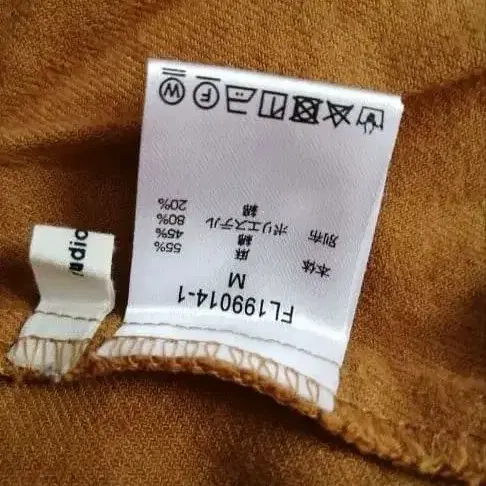 FL199014-1
M
本体 麻 55%
綿 45%
別布 ポリエステル 80%
綿 20%
F
W
udio